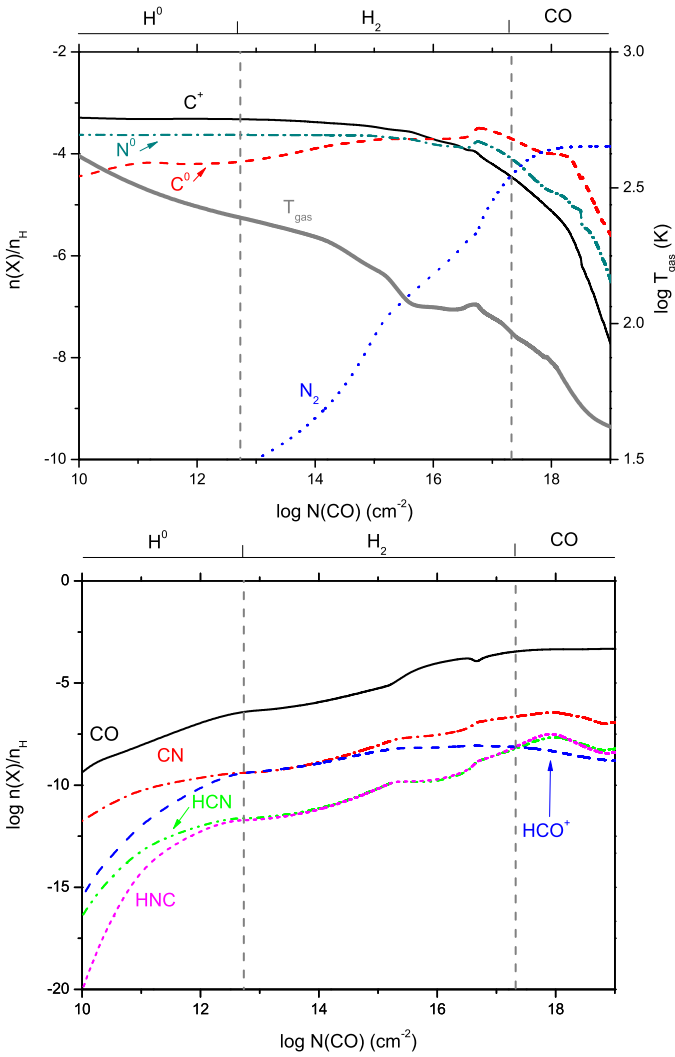 H⁰ H₂ CO
-2 3.0
C⁺
-4 N⁰ 2.5
C⁰
T_gas
n(X)/n_H -6 log T_gas (K)
2.0
-8
N₂
-10 1.5
10 12 14 16 18
log N(CO) (cm⁻²)
H⁰ H₂ CO
0
-5
CO
CN
log n(X)/n_H -10
HCN
HCO⁺
HNC
-15
-20
10 12 14 16 18
log N(CO) (cm⁻²)